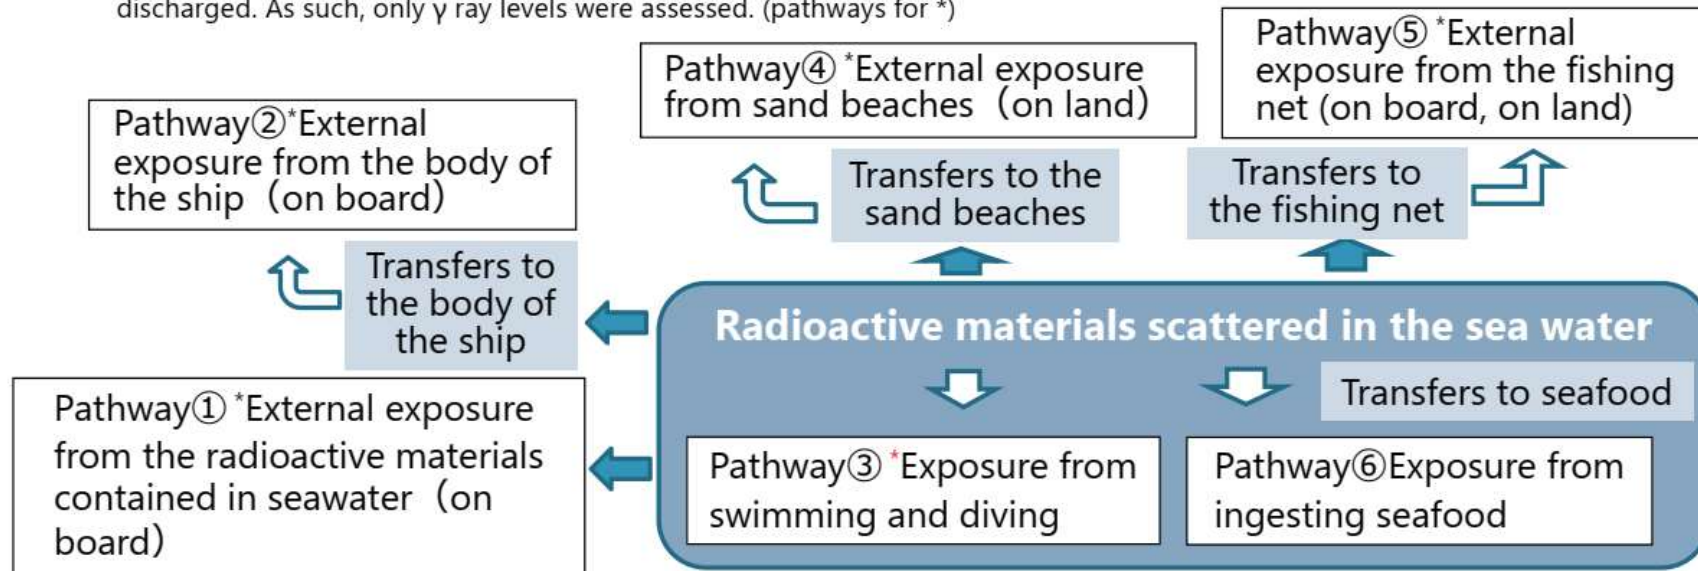 discharged. As such, only γ ray levels were assessed. (pathways for *)
Pathway⑤ *External
exposure from the fishing
net (on board, on land)
Pathway④ *External exposure
from sand beaches（on land）
Pathway②*External
exposure from the body of
the ship（on board）
Transfers to the
sand beaches
Transfers to
the fishing net
Transfers to
the body of
the ship
Radioactive materials scattered in the sea water
Transfers to seafood
Pathway① *External exposure
from the radioactive materials
contained in seawater（on
board）
Pathway③ *Exposure from
swimming and diving
Pathway⑥Exposure from
ingesting seafood